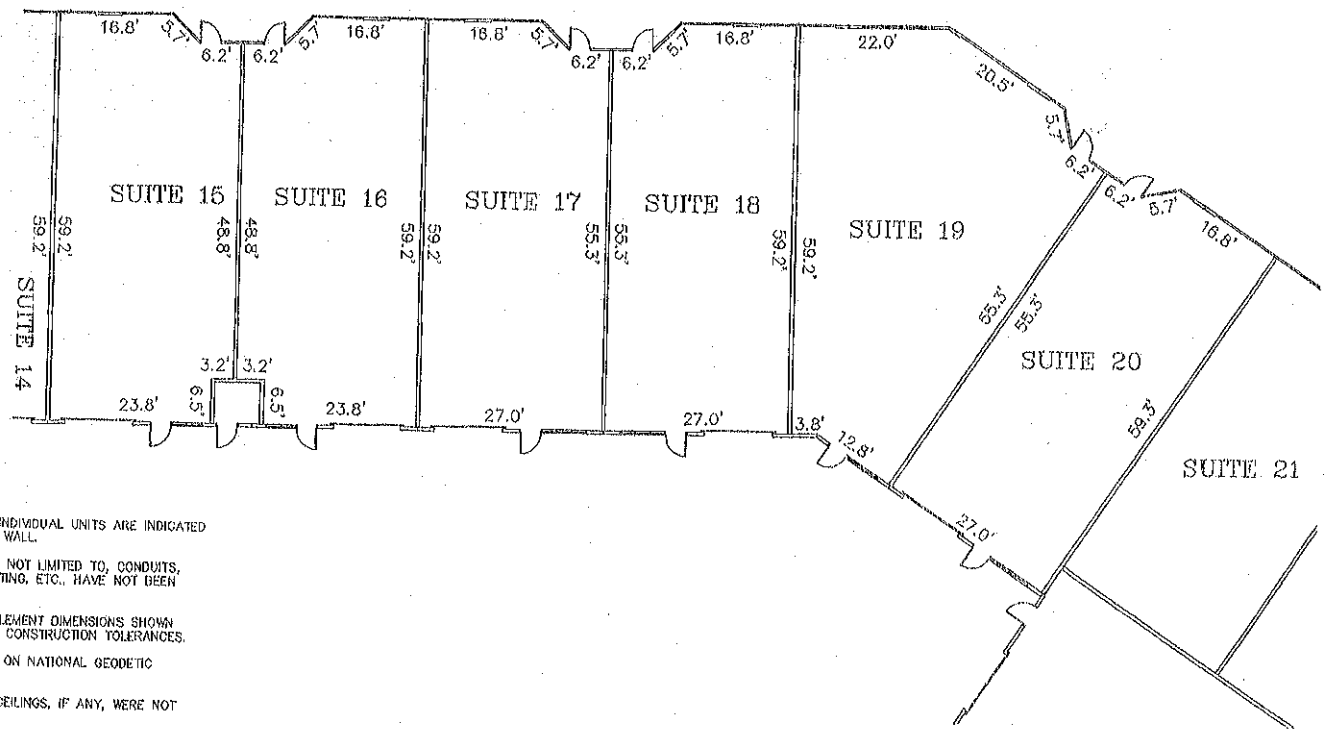 16.8'
5.7'
6.2'
6.2'
5.7'
16.8'
16.8'
5.7'
6.2'
6.2'
5.7'
16.8'
22.0'
20.5'
5.7'
6.2'
6.2'
5.7'
16.8'
SUITE 14
SUITE 15
SUITE 16
SUITE 17
SUITE 18
SUITE 19
SUITE 20
SUITE 21
59.2'
59.2'
48.8'
48.8'
59.2'
59.2'
55.3'
55.3'
59.2'
59.2'
55.3'
55.3'
59.3'
3.2'
3.2'
6.5'
6.5'
23.8'
23.8'
27.0'
27.0'
3.8'
12.8'
27.0'
INDIVIDUAL UNITS ARE INDICATED
WALL.
NOT LIMITED TO, CONDUITS,
TING, ETC., HAVE NOT BEEN
LEMENT DIMENSIONS SHOWN
CONSTRUCTION TOLERANCES.
ON NATIONAL GEODETIC
CEILINGS, IF ANY, WERE NOT